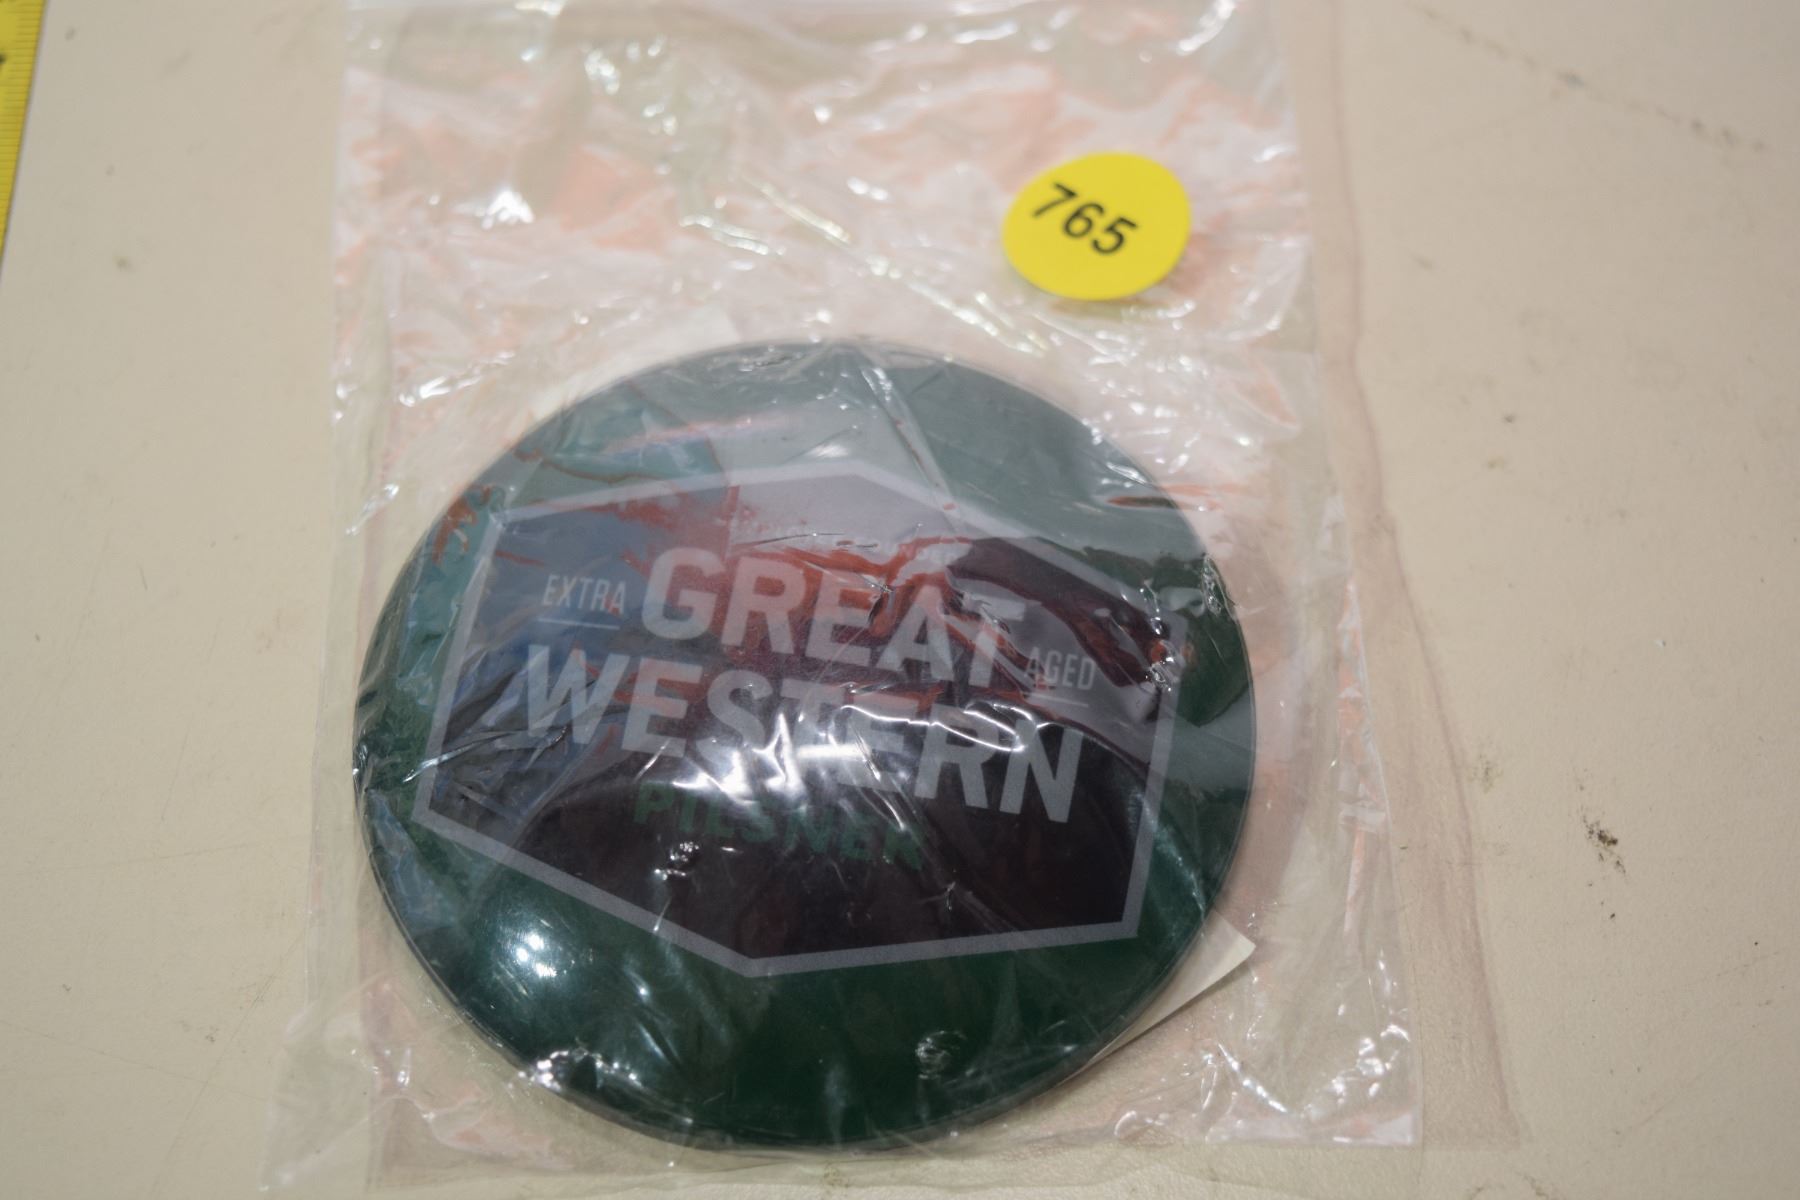 765
EXTRA GREAT AGED
WESTERN
PILSNER